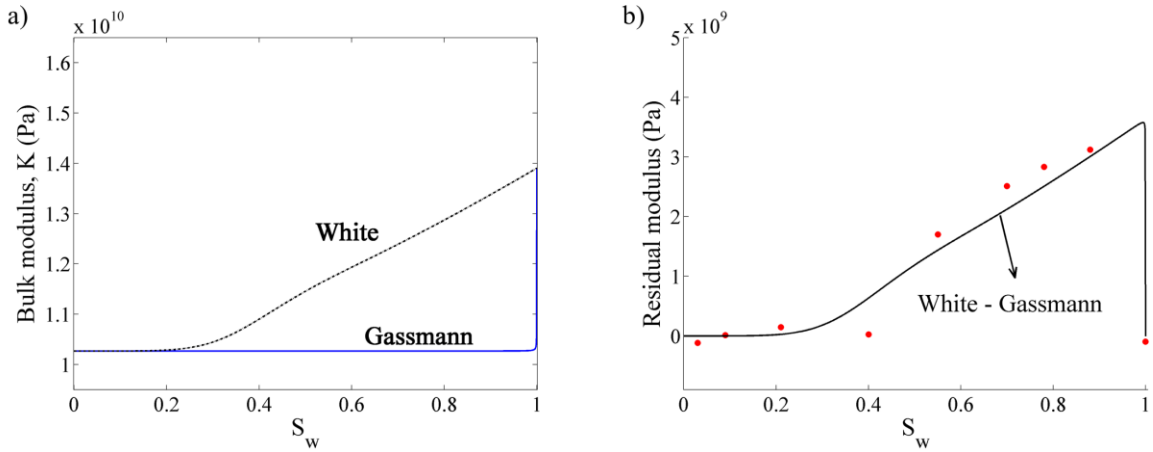 a)
x 10^10
1.6
1.5
1.4
1.3
1.2
1.1
1
Bulk modulus, K (Pa)
White
Gassmann
0 0.2 0.4 0.6 0.8 1
S_w
b)
x 10^9
5
4
3
2
1
0
Residual modulus (Pa)
White - Gassmann
0 0.2 0.4 0.6 0.8 1
S_w